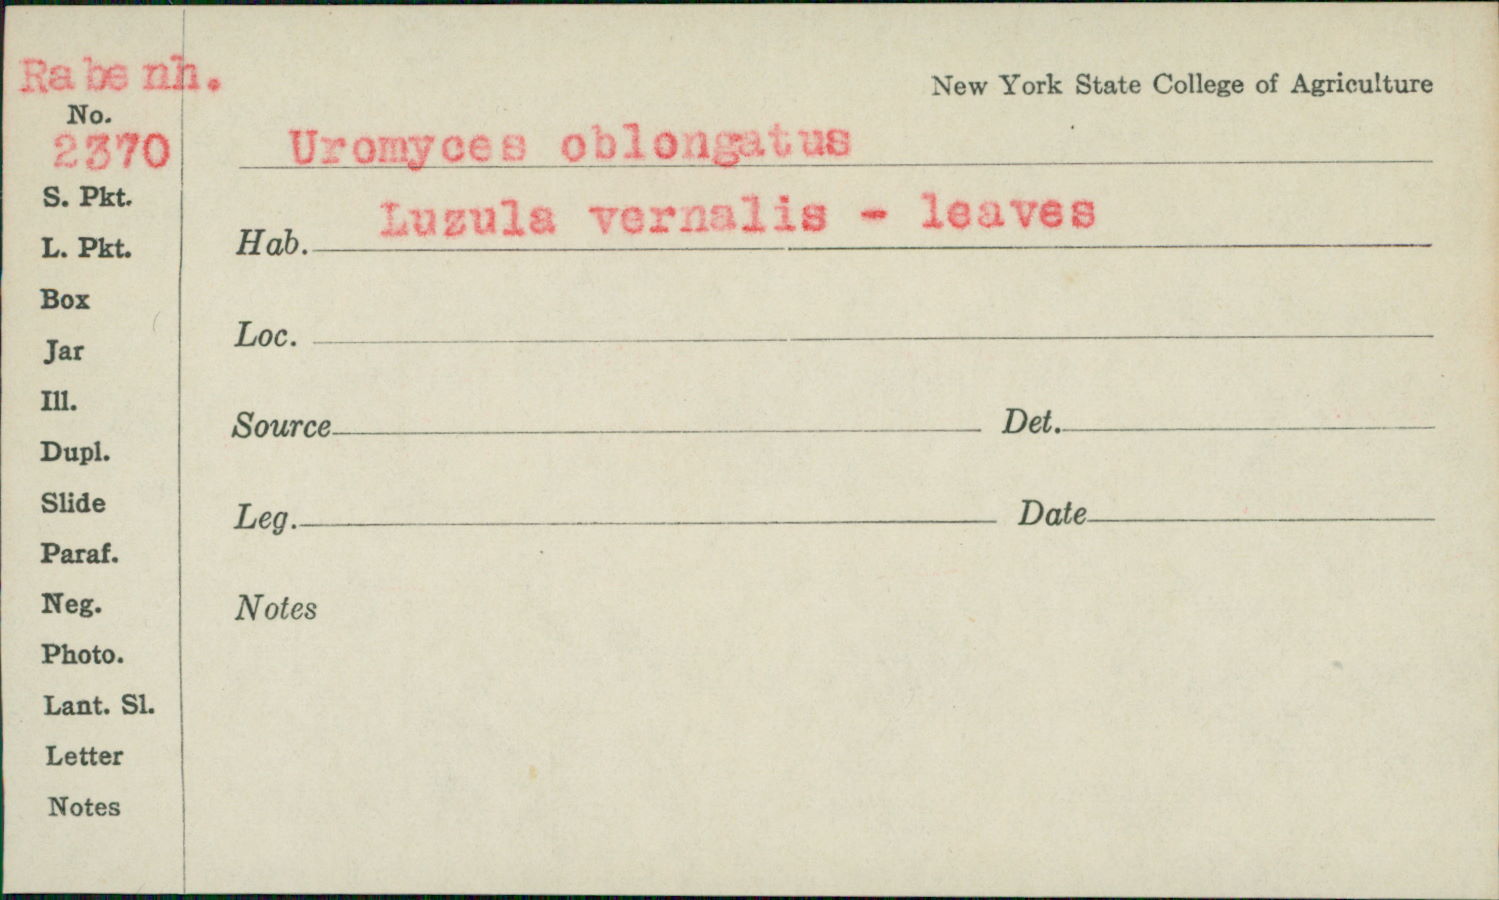 Rabenh.
New York State College of Agriculture
No.
2370
Uromyces oblongatus
S. Pkt.
Hab. Luzula vernalis - leaves
L. Pkt.
Box
Loc.
Jar
Ill.
Source Det.
Dupl.
Slide
Leg. Date
Paraf.
Neg.
Notes
Photo.
Lant. Sl.
Letter
Notes